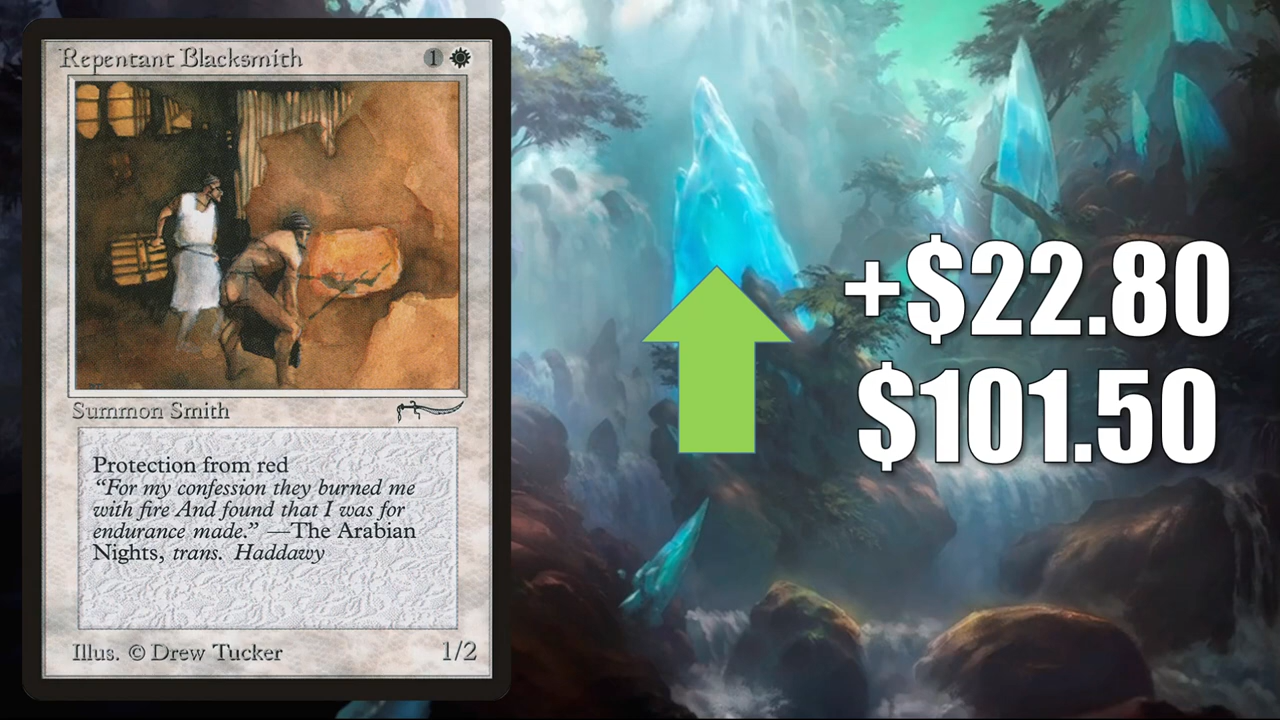 Repentant Blacksmith 1
Summon Smith
Protection from red
“For my confession they burned me
with fire And found that I was for
endurance made.” —The Arabian
Nights, trans. Haddawy
Illus. © Drew Tucker 1/2
+$22.80
$101.50